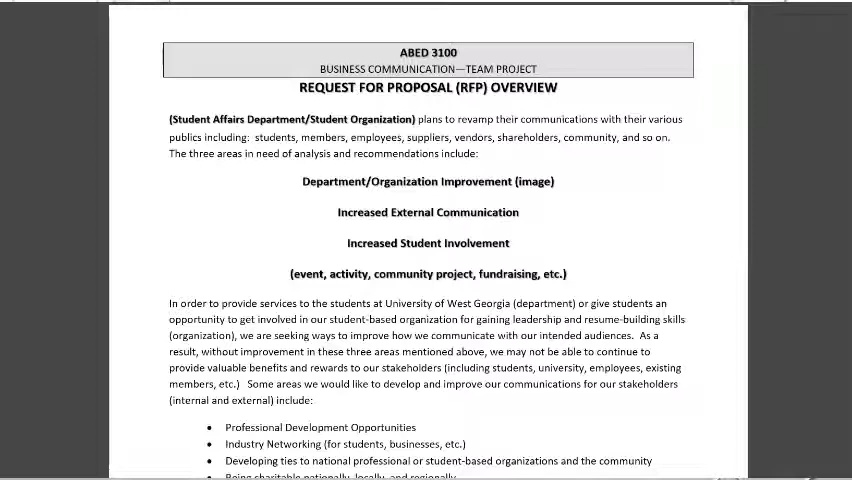 ABED 3100
BUSINESS COMMUNICATION—TEAM PROJECT
REQUEST FOR PROPOSAL (RFP) OVERVIEW
(Student Affairs Department/Student Organization) plans to revamp their communications with their various
publics including:  students, members, employees, suppliers, vendors, shareholders, community, and so on.
The three areas in need of analysis and recommendations include:
Department/Organization Improvement (image)
Increased External Communication
Increased Student Involvement
(event, activity, community project, fundraising, etc.)
In order to provide services to the students at University of West Georgia (department) or give students an
opportunity to get involved in our student-based organization for gaining leadership and resume-building skills
(organization), we are seeking ways to improve how we communicate with our intended audiences.  As a
result, without improvement in these three areas mentioned above, we may not be able to continue to
provide valuable benefits and rewards to our stakeholders (including students, university, employees, existing
members, etc.)   Some areas we would like to develop and improve our communications for our stakeholders
(internal and external) include:
• Professional Development Opportunities
• Industry Networking (for students, businesses, etc.)
• Developing ties to national professional or student-based organizations and the community
• Being charitable nationally, locally, and regionally